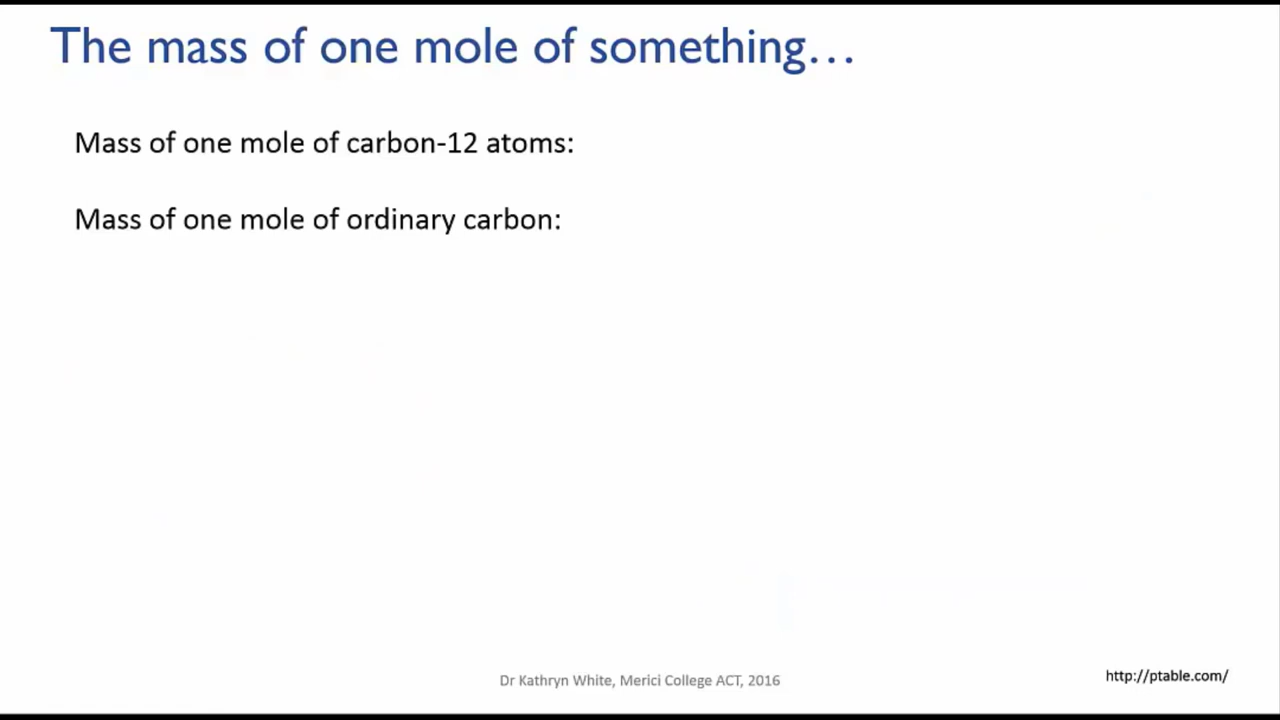 The mass of one mole of something…
Mass of one mole of carbon-12 atoms:
Mass of one mole of ordinary carbon:
Dr Kathryn White, Merici College ACT, 2016
http://ptable.com/